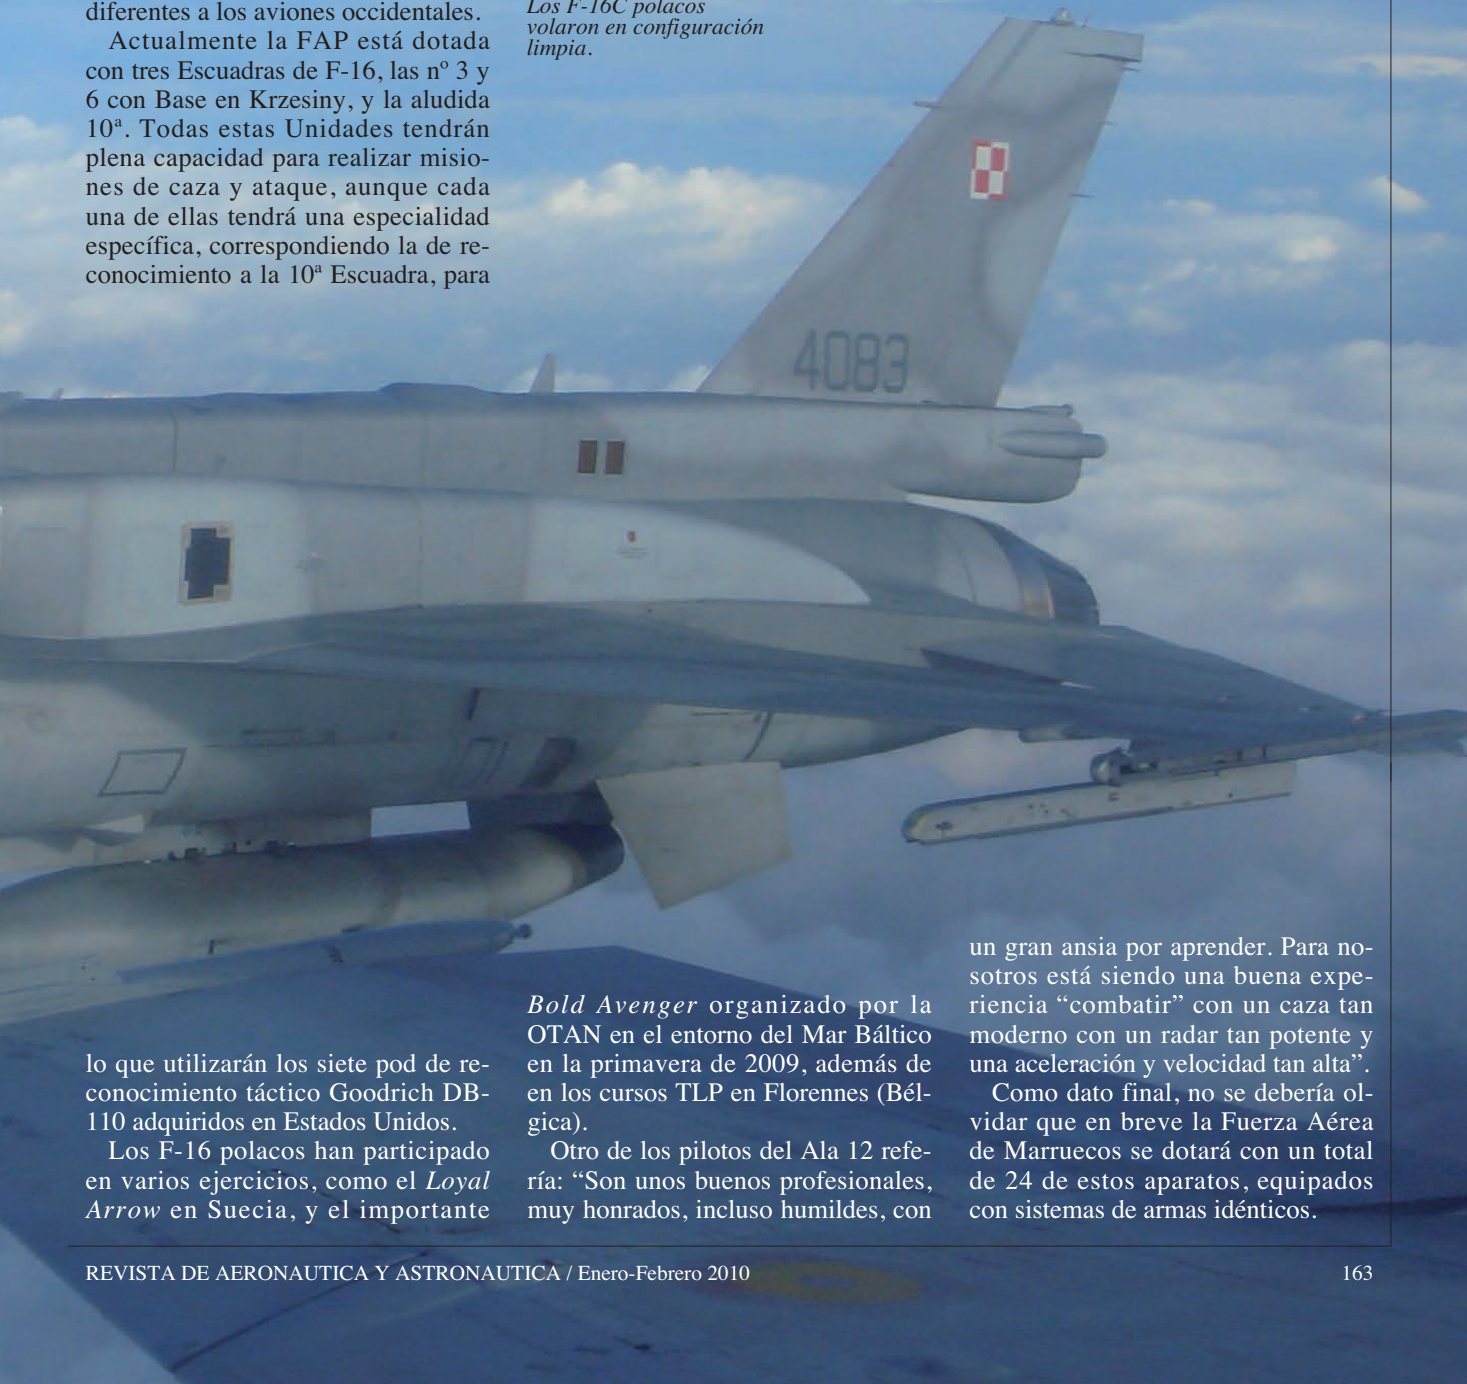 diferentes a los aviones occidentales.
Actualmente la FAP está dotada
con tres Escuadras de F-16, las nº 3 y
6 con Base en Krzesiny, y la aludida
10ª. Todas estas Unidades tendrán
plena capacidad para realizar misio-
nes de caza y ataque, aunque cada
una de ellas tendrá una especialidad
específica, correspondiendo la de re-
conocimiento a la 10ª Escuadra, para
lo que utilizarán los siete pod de re-
conocimiento táctico Goodrich DB-
110 adquiridos en Estados Unidos.
Los F-16 polacos han participado
en varios ejercicios, como el Loyal
Arrow en Suecia, y el importante
Los F-16C polacos
volaron en configuración
limpia.
4083
Bold Avenger organizado por la
OTAN en el entorno del Mar Báltico
en la primavera de 2009, además de
en los cursos TLP en Florennes (Bél-
gica).
Otro de los pilotos del Ala 12 refe-
ría: “Son unos buenos profesionales,
muy honrados, incluso humildes, con
un gran ansia por aprender. Para no-
sotros está siendo una buena expe-
riencia “combatir” con un caza tan
moderno con un radar tan potente y
una aceleración y velocidad tan alta”.
Como dato final, no se debería ol-
vidar que en breve la Fuerza Aérea
de Marruecos se dotará con un total
de 24 de estos aparatos, equipados
con sistemas de armas idénticos.
REVISTA DE AERONAUTICA Y ASTRONAUTICA / Enero-Febrero 2010
163